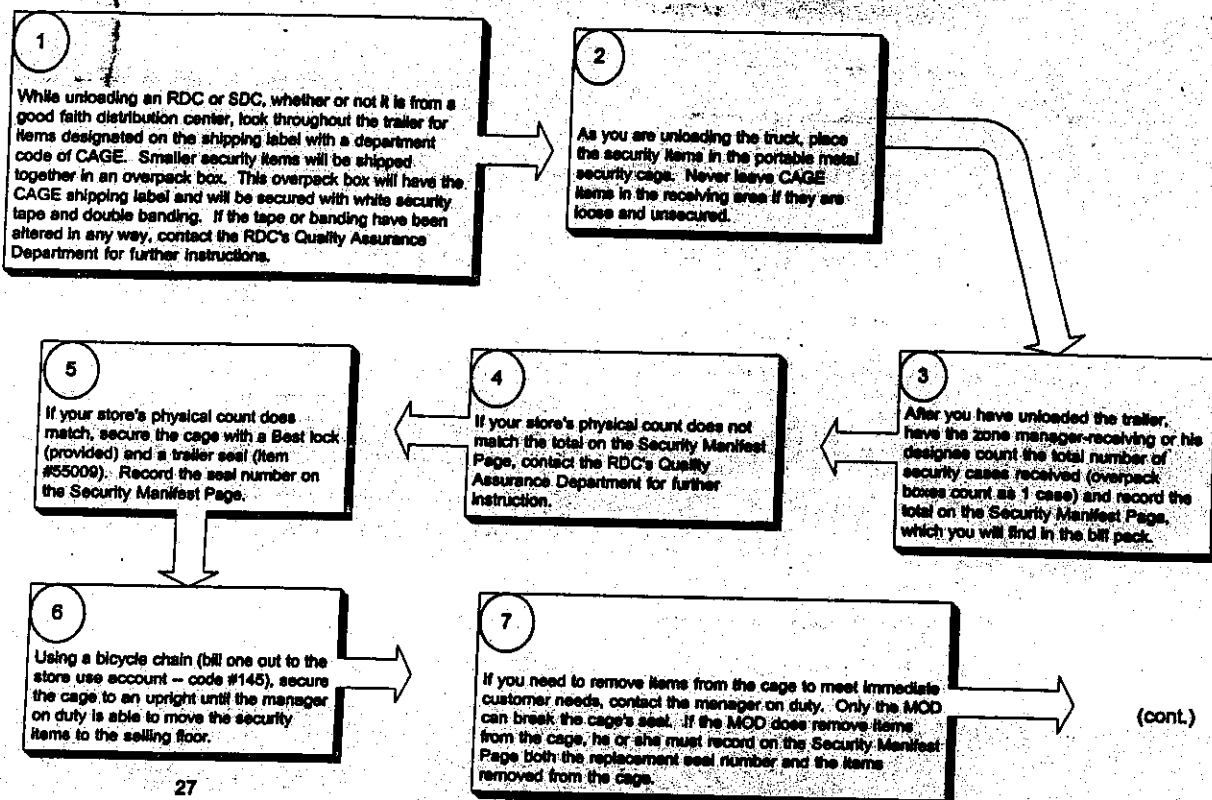 1
While unloading an RDC or SDC, whether or not it is from a
good faith distribution center, look throughout the trailer for
items designated on the shipping label with a department
code of CAGE. Smaller security items will be shipped
together in an overpack box. This overpack box will have the
CAGE shipping label and will be secured with white security
tape and double banding. If the tape or banding have been
altered in any way, contact the RDC's Quality Assurance
Department for further instructions.
2
As you are unloading the truck, place
the security items in the portable metal
security cage. Never leave CAGE
items in the receiving area if they are
loose and unsecured.
3
After you have unloaded the trailer,
have the zone manager-receiving or his
designee count the total number of
security cases received (overpack
boxes count as 1 case) and record the
total on the Security Manifest Page,
which you will find in the bill pack.
4
If your store's physical count does not
match the total on the Security Manifest
Page, contact the RDC's Quality
Assurance Department for further
instruction.
5
If your store's physical count does
match, secure the cage with a Best lock
(provided) and a trailer seal (item
#55009). Record the seal number on
the Security Manifest Page.
6
Using a bicycle chain (bill one out to the
store use account -- code #145), secure
the cage to an upright until the manager
on duty is able to move the security
items to the selling floor.
7
If you need to remove items from the cage to meet immediate
customer needs, contact the manager on duty. Only the MOD
can break the cage's seal. If the MOD does remove items
from the cage, he or she must record on the Security Manifest
Page both the replacement seal number and the items
removed from the cage.
(cont.)
27